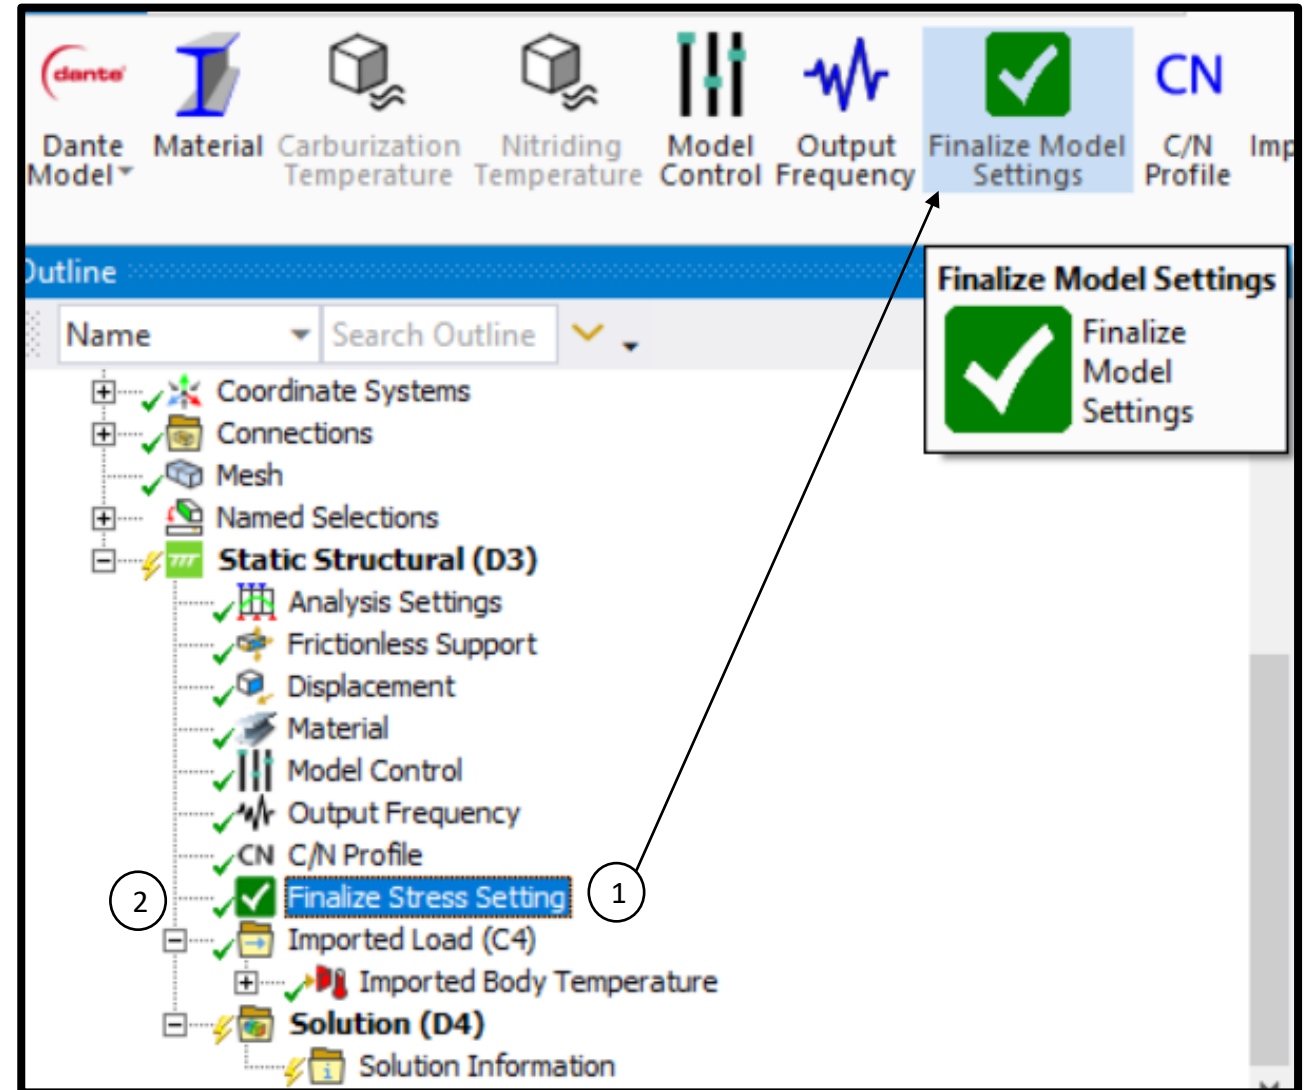 dante
Dante Model
Material
Carburization Temperature
Nitriding Temperature
Model Control
Output Frequency
Finalize Model Settings
CN
C/N Profile
Imp
Outline
Name
Search Outline
Finalize Model Settings
Finalize
Model
Settings
Coordinate Systems
Connections
Mesh
Named Selections
Static Structural (D3)
Analysis Settings
Frictionless Support
Displacement
Material
Model Control
Output Frequency
CN C/N Profile
2 Finalize Stress Setting 1
Imported Load (C4)
Imported Body Temperature
Solution (D4)
Solution Information